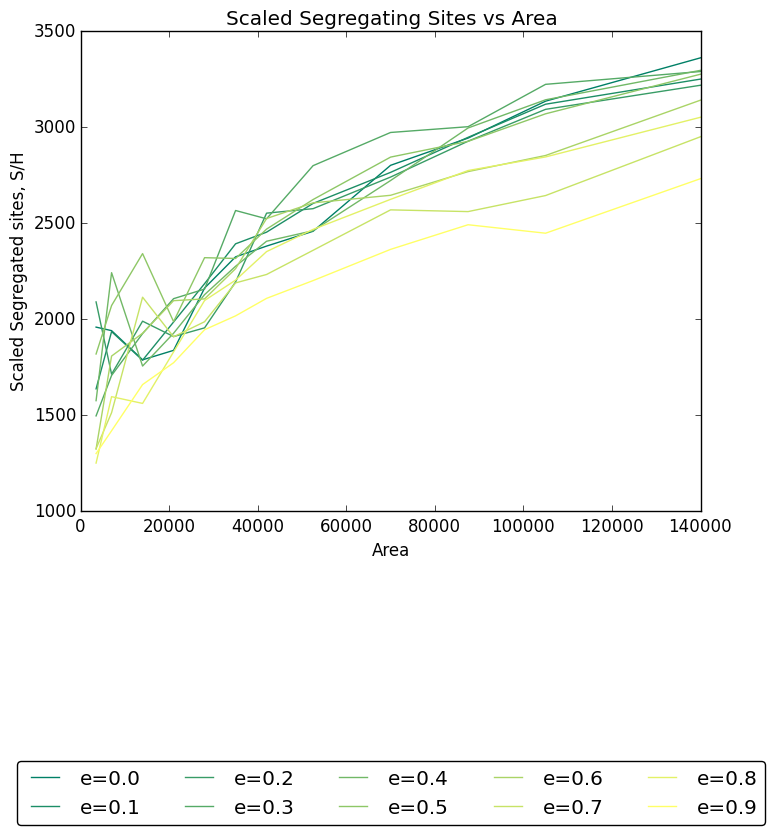 Scaled Segregating Sites vs Area
3500
3000
2500
2000
1500
1000
Scaled Segregated sites, S/H
0 20000 40000 60000 80000 100000 120000 140000
Area
e=0.0 e=0.2 e=0.4 e=0.6 e=0.8
e=0.1 e=0.3 e=0.5 e=0.7 e=0.9